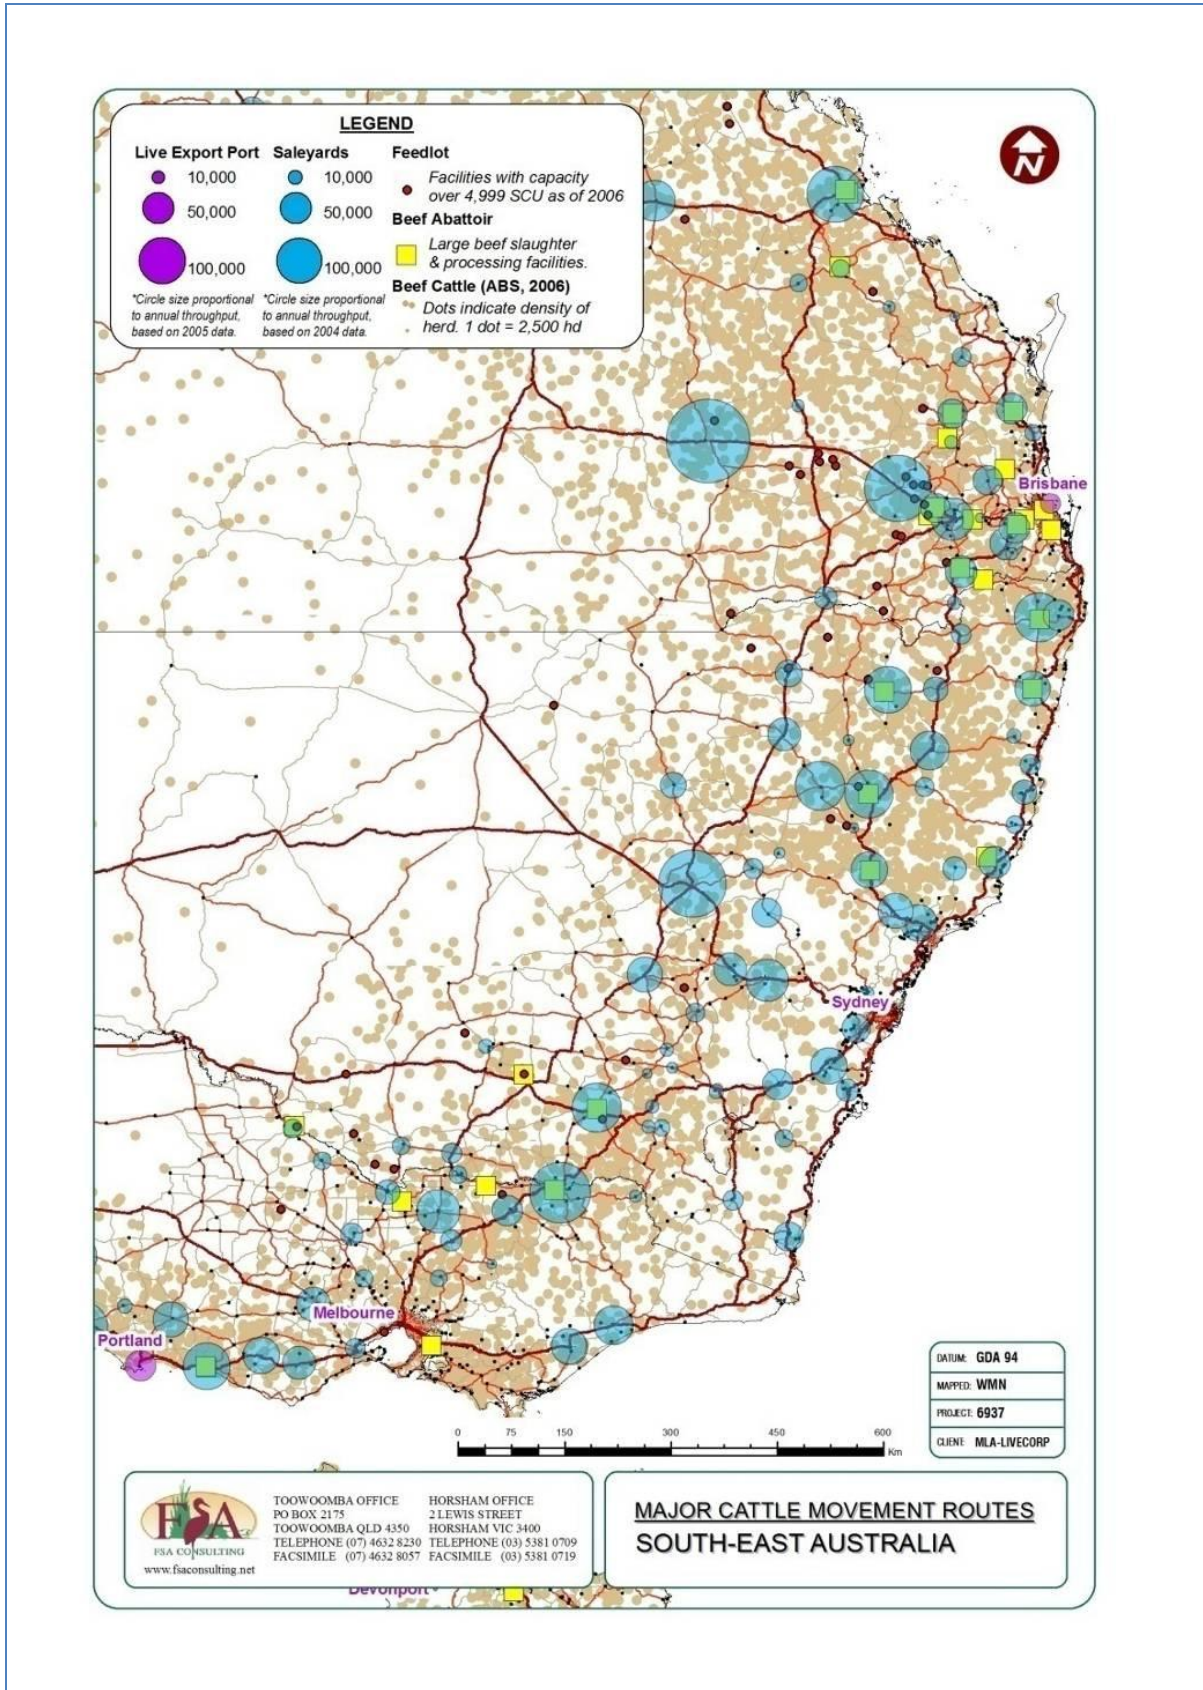 LEGEND
Live Export Port
10,000
50,000
100,000
*Circle size proportional
to annual throughput,
based on 2005 data.
Saleyards
10,000
50,000
100,000
*Circle size proportional
to annual throughput,
based on 2004 data.
Feedlot
Facilities with capacity
over 4,999 SCU as of 2006
Beef Abattoir
Large beef slaughter
& processing facilities.
Beef Cattle (ABS, 2006)
Dots indicate density of
herd. 1 dot = 2,500 hd
N
Brisbane
Sydney
Melbourne
Portland
DATUM: GDA 94
MAPPED: WMN
PROJECT: 6937
CLIENT: MLA-LIVECORP
0 75 150 300 450 600
Km
FSA
FSA CONSULTING
www.fsaconsulting.net
TOOWOOMBA OFFICE
PO BOX 2175
TOOWOOMBA QLD 4350
TELEPHONE (07) 4632 8230
FACSIMILE (07) 4632 8057
HORSHAM OFFICE
2 LEWIS STREET
HORSHAM VIC 3400
TELEPHONE (03) 5381 0709
FACSIMILE (03) 5381 0719
MAJOR CATTLE MOVEMENT ROUTES
SOUTH-EAST AUSTRALIA
Devonport